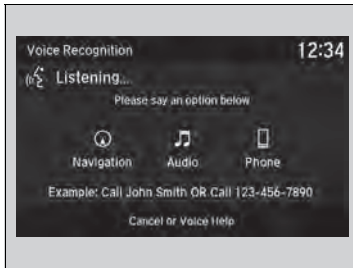 Voice Recognition 12:34
Listening...
Please say an option below
Navigation Audio Phone
Example: Call John Smith OR Call 123-456-7890
Cancel or Voice Help